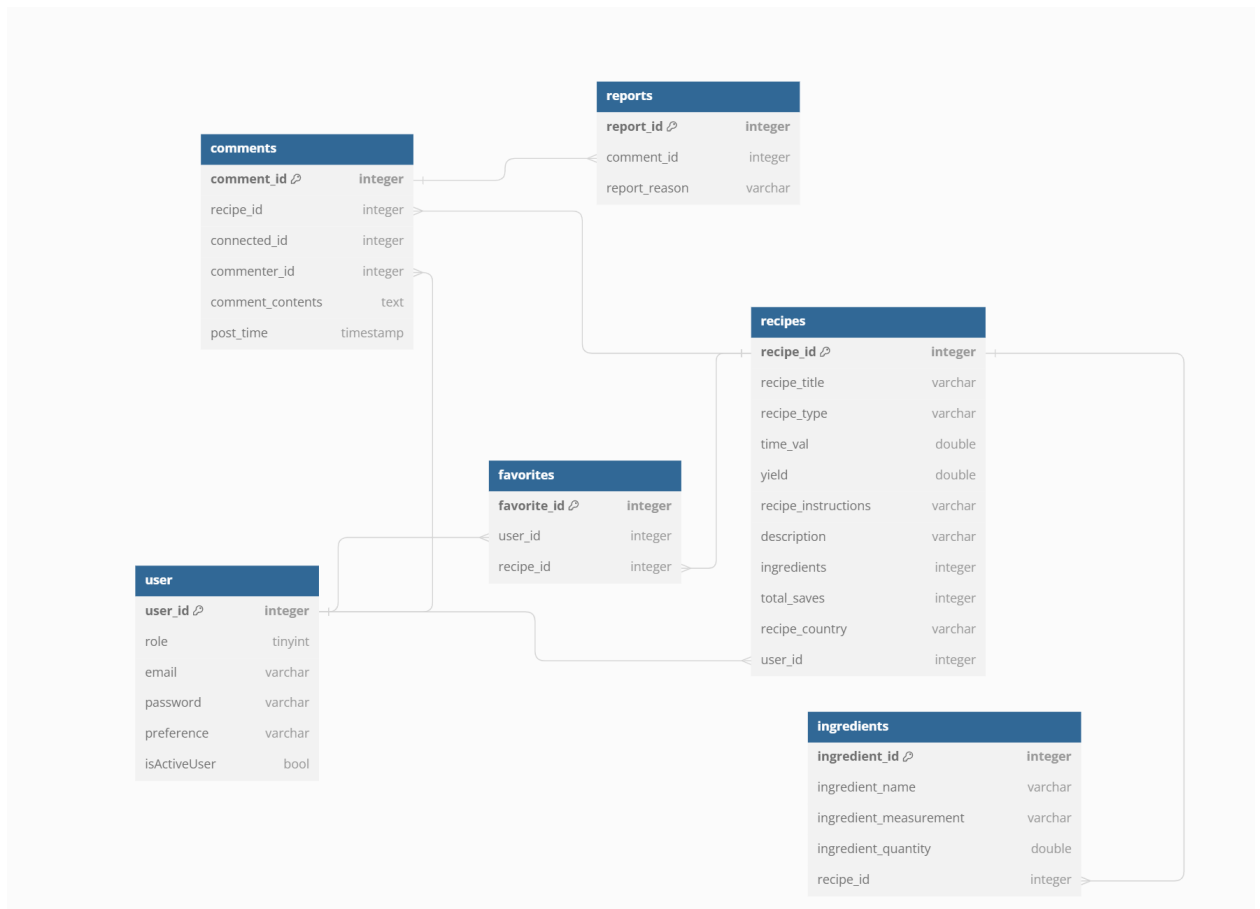 reports
report_id integer
comment_id integer
report_reason varchar
comments
comment_id integer
recipe_id integer
connected_id integer
commenter_id integer
comment_contents text
post_time timestamp
recipes
recipe_id integer
recipe_title varchar
recipe_type varchar
time_val double
yield double
recipe_instructions varchar
description varchar
ingredients integer
total_saves integer
recipe_country varchar
user_id integer
favorites
favorite_id integer
user_id integer
recipe_id integer
user
user_id integer
role tinyint
email varchar
password varchar
preference varchar
isActiveUser bool
ingredients
ingredient_id integer
ingredient_name varchar
ingredient_measurement varchar
ingredient_quantity double
recipe_id integer